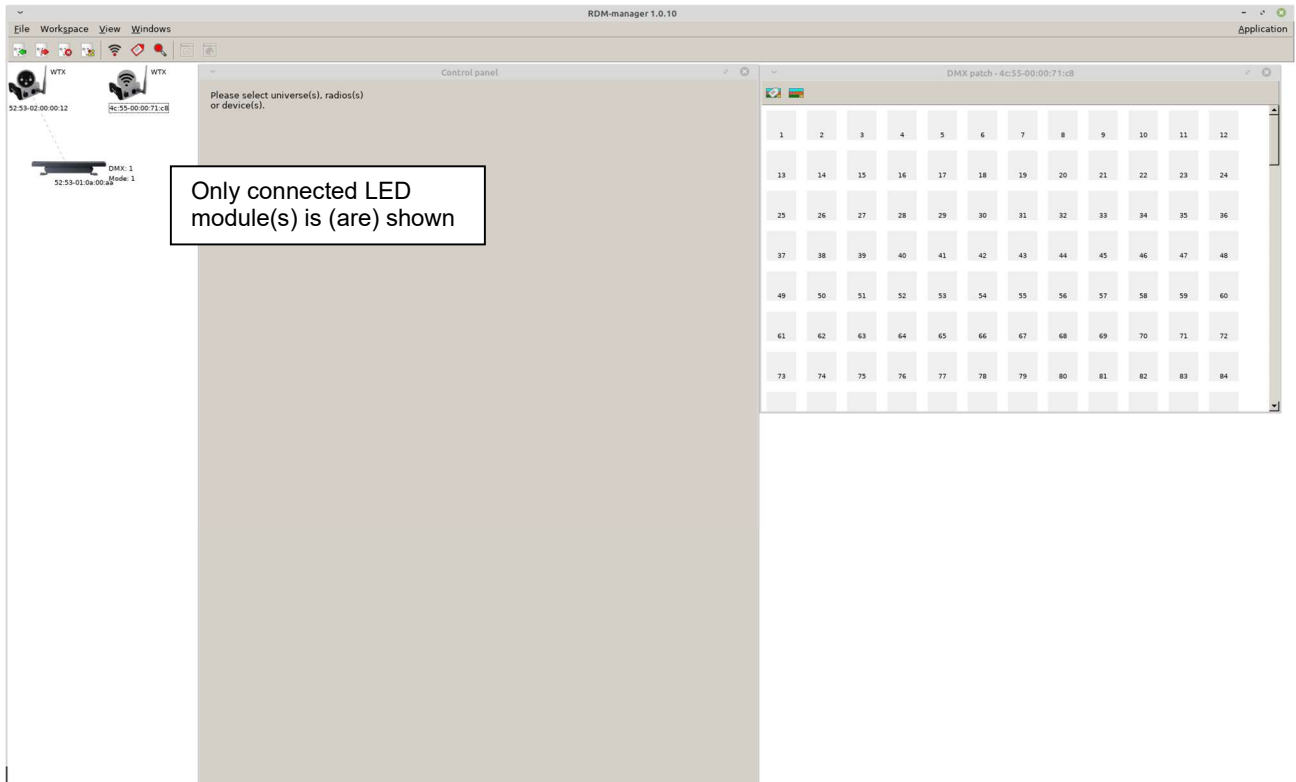 RDM-manager 1.0.10
File Workspace View Windows
Application
WTX
WTX
52:53-02:00:00:12
4c:55-00:00:71:c8
DMX: 1
Mode: 1
52:53-01:0a:00:aa
Control panel
Please select universe(s), radios(s)
or device(s).
Only connected LED
module(s) is (are) shown
DMX patch - 4c:55-00:00:71:c8
1 2 3 4 5 6 7 8 9 10 11 12
13 14 15 16 17 18 19 20 21 22 23 24
25 26 27 28 29 30 31 32 33 34 35 36
37 38 39 40 41 42 43 44 45 46 47 48
49 50 51 52 53 54 55 56 57 58 59 60
61 62 63 64 65 66 67 68 69 70 71 72
73 74 75 76 77 78 79 80 81 82 83 84